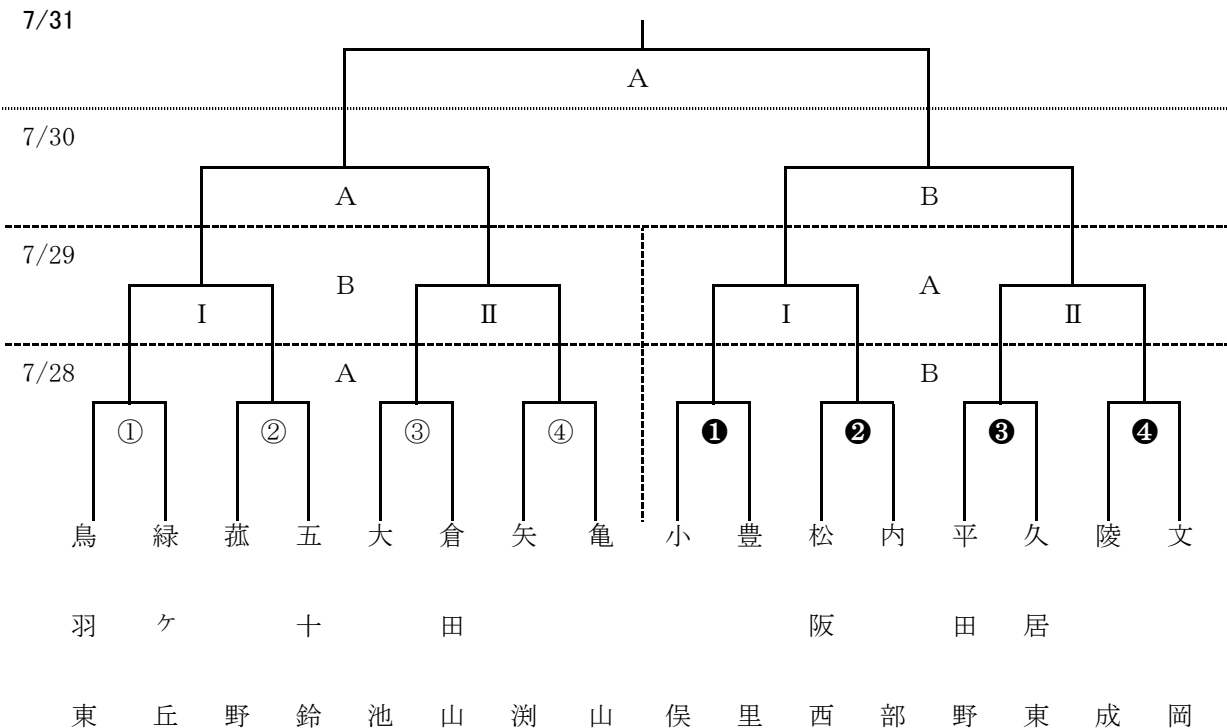 7/31
A
7/30
A
B
7/29
B
A
Ⅰ
Ⅱ
Ⅰ
Ⅱ
7/28
A
B
①
②
③
④
❶
❷
❸
❹
鳥羽東
緑ケ丘
菰野
五十鈴
大池
倉田山
矢渕
亀山
小俣
豊里
松阪西
内部
平田野
久居東
陵成
文岡